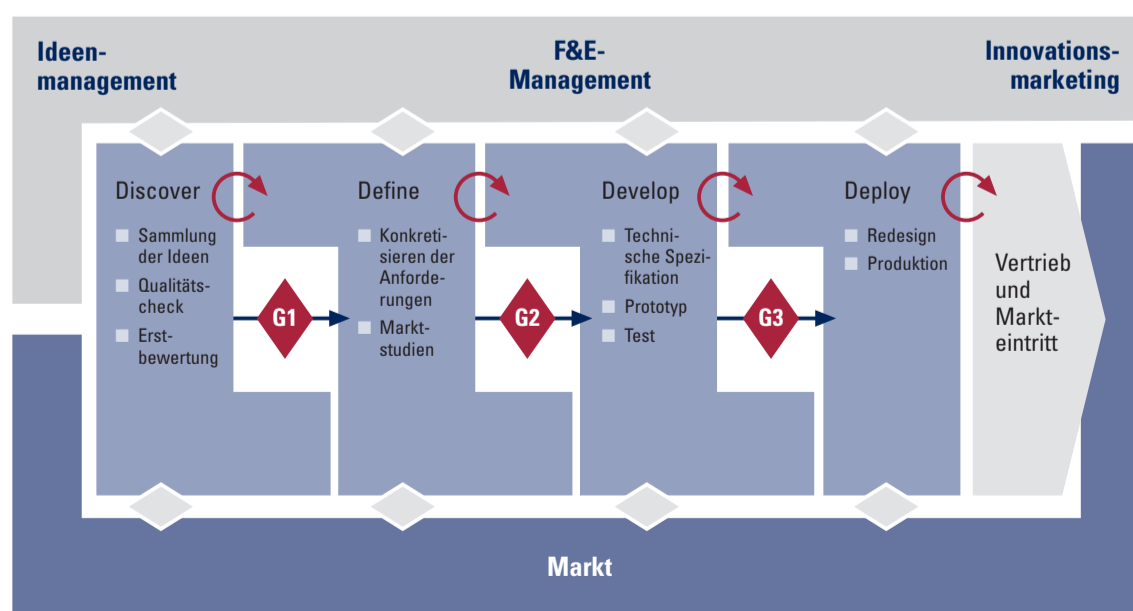 Ideen-
management
F&E-
Management
Innovations-
marketing
Discover
Sammlung
der Ideen
Qualitäts-
check
Erst-
bewertung
G1
Define
Konkreti-
sieren der
Anforde-
rungen
Markt-
studien
G2
Develop
Techni-
sche Spezi-
fikation
Prototyp
Test
G3
Deploy
Redesign
Produktion
Vertrieb
und
Markt-
eintritt
Markt